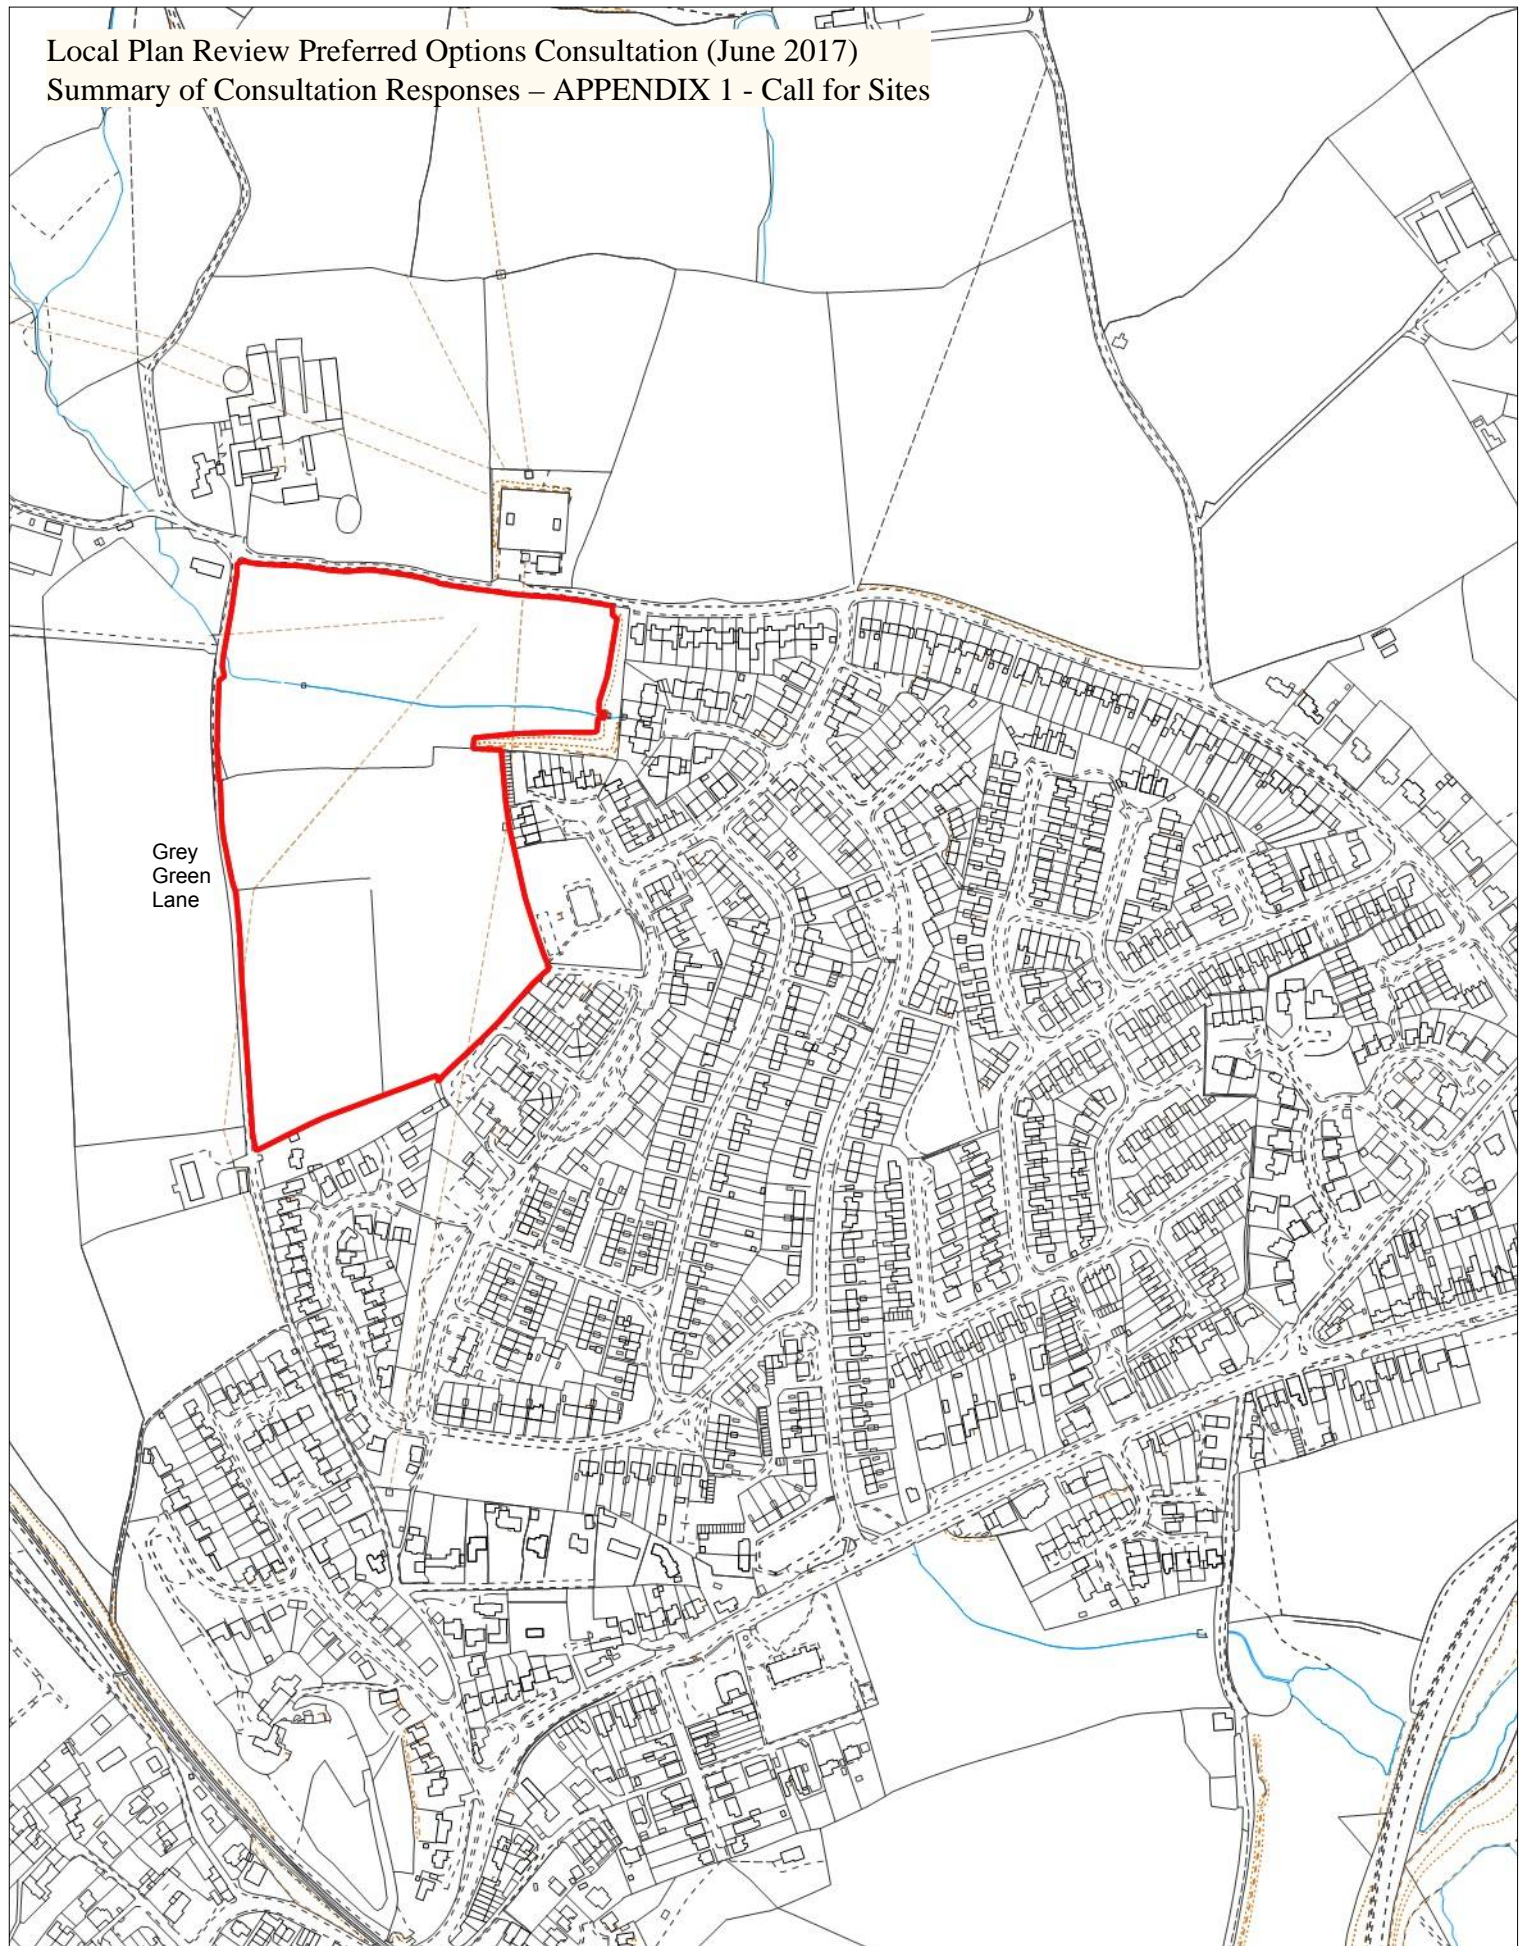 Local Plan Review Preferred Options Consultation (June 2017)
Summary of Consultation Responses – APPENDIX 1 - Call for Sites
Grey
Green
Lane